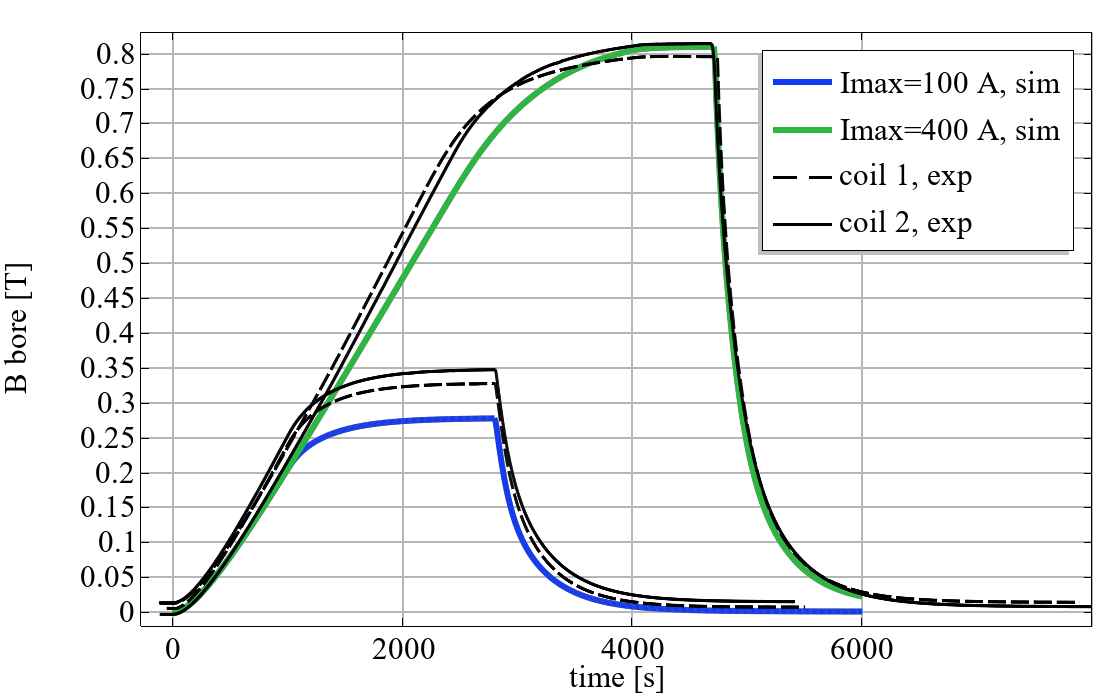 B bore [T]
0.8
0.75
0.7
0.65
0.6
0.55
0.5
0.45
0.4
0.35
0.3
0.25
0.2
0.15
0.1
0.05
0
Imax=100 A, sim
Imax=400 A, sim
coil 1, exp
coil 2, exp
0 2000 4000 6000
time [s]